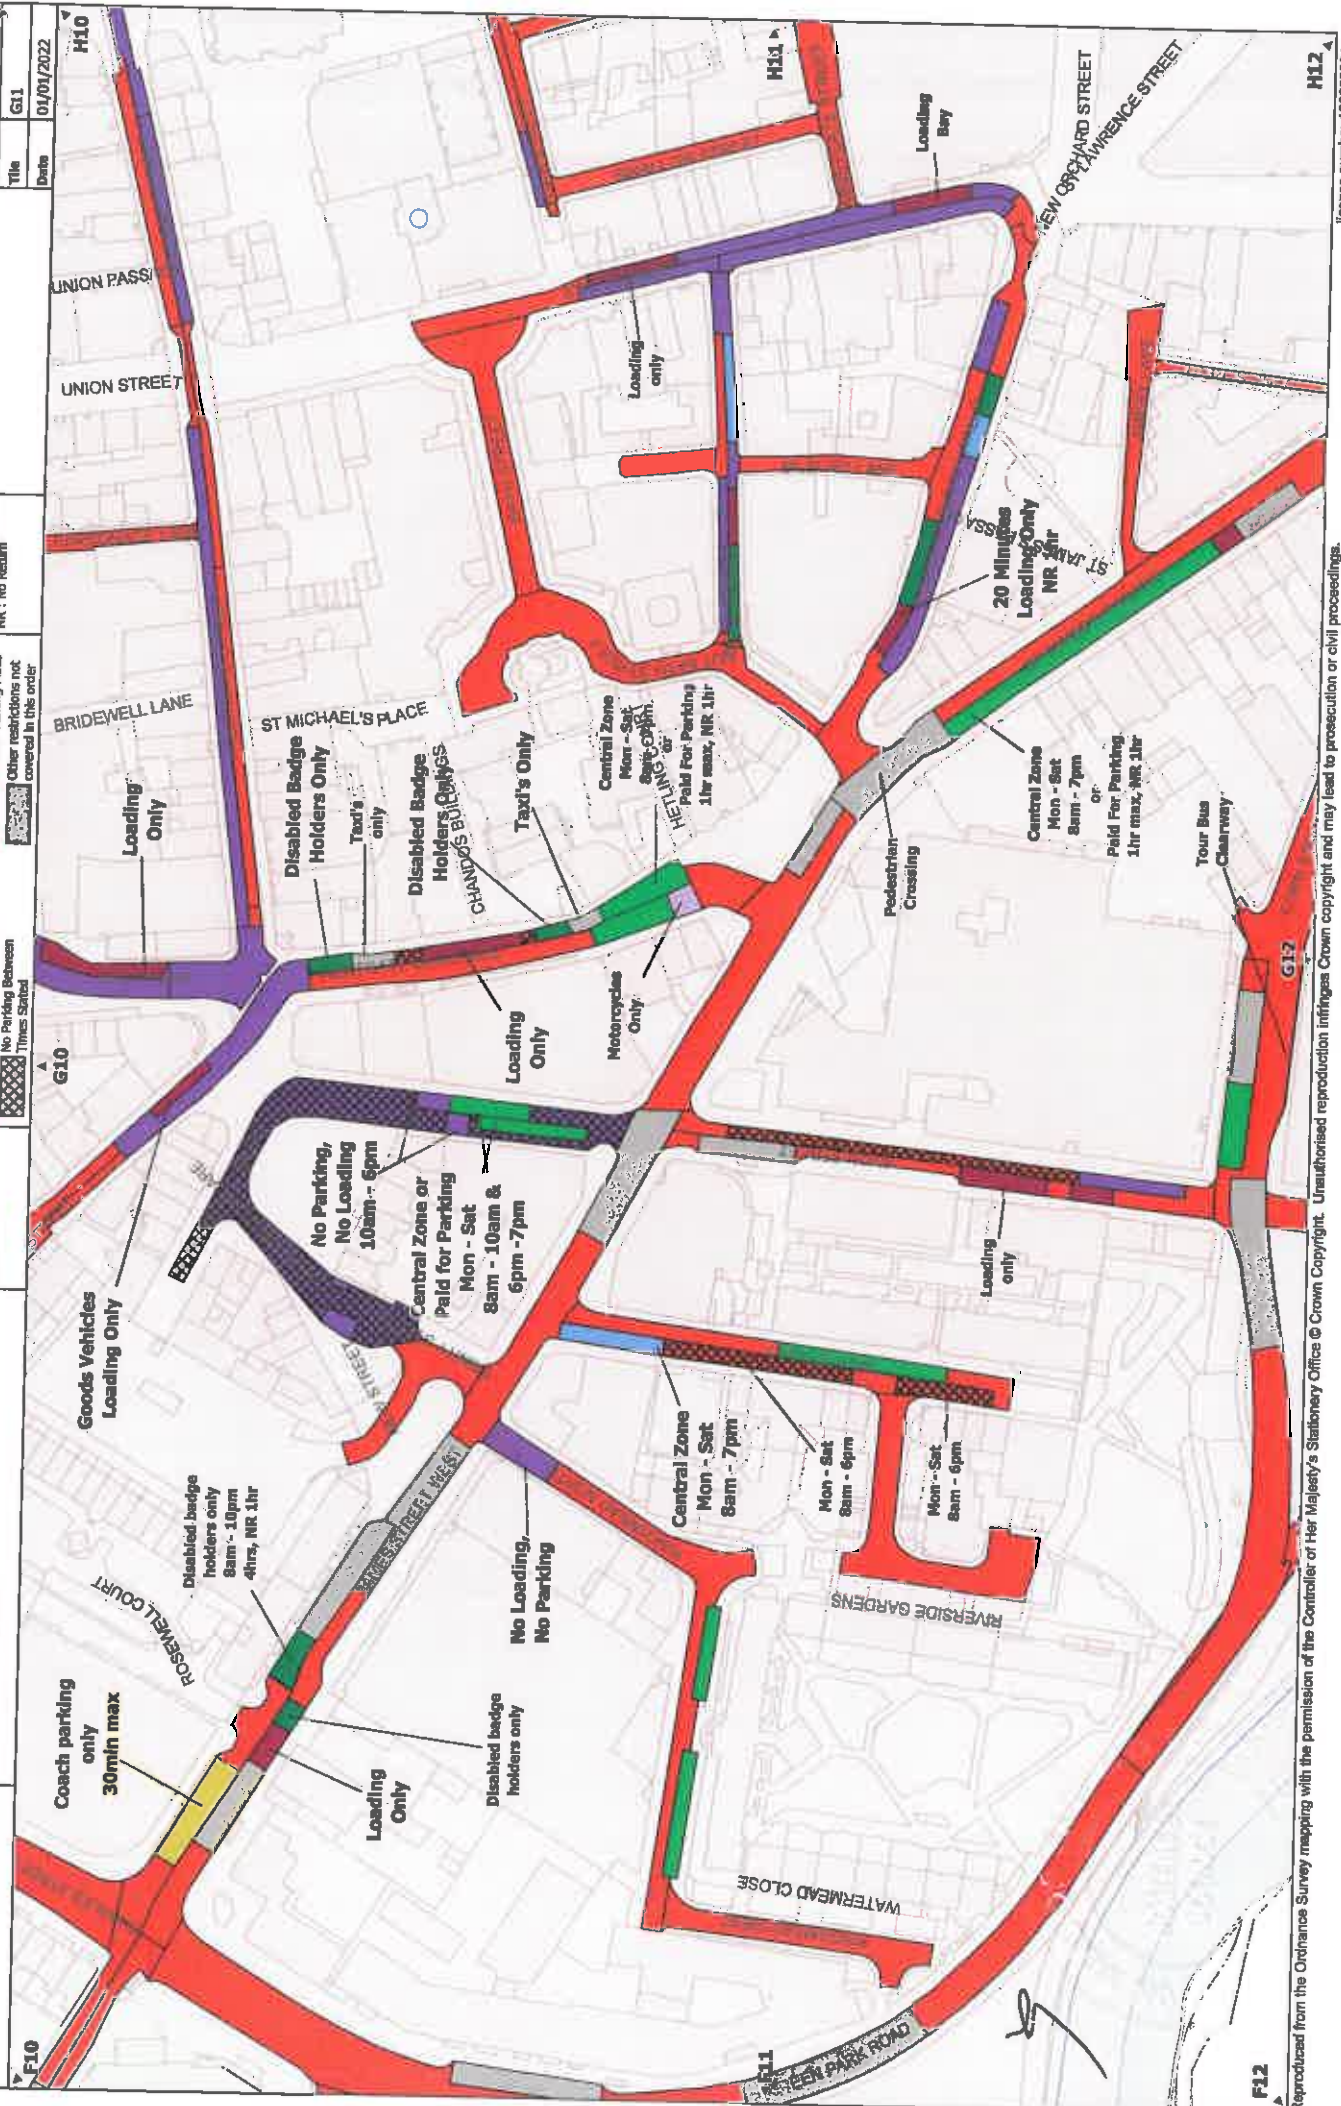 Tile
G11
Date
01/01/2022
NR : No Return
Other restrictions not
covered in this order
No Parking Between
Times Stated
H10
H11
H12
G10
G12
F10
F11
F12
UNION PASSA
UNION STREET
BRIDEWELL LANE
ST MICHAEL'S PLACE
CHANDOS BUILDINGS
HETLING COURT
NEW ORCHARD STREET
ST LAWRENCE STREET
ST JAMES'S PASSA
ROSEWELL COURT
JAMES STREET WEST
RIVERSIDE GARDENS
WATERMEAD CLOSE
EEN PARK ROAD
Loading
Bay
Loading
only
Loading
Only
Disabled Badge
Holders Only
Taxi's
only
Disabled Badge
Holders Only
Taxi's Only
Central Zone
Mon - Sat
8am - 7pm
or
Paid For Parking
1hr max, NR 1hr
20 Minutes
Loading Only
NR 1hr
Central Zone
Mon - Sat
8am - 7pm
or
Paid For Parking
1hr max, NR 1hr
Pedestrian
Crossing
Tour Bus
Clearway
Motorcycles
Only
Loading
Only
No Parking,
No Loading
10am - 6pm
Central Zone or
Paid for Parking
Mon - Sat
8am - 10am &
6pm -7pm
Goods Vehicles
Loading Only
Loading
only
Central Zone
Mon - Sat
8am - 7pm
Mon - Sat
8am - 6pm
Mon - Sat
8am - 6pm
No Loading,
No Parking
Disabled badge
holders only
8am - 10pm
4hrs, NR 1hr
Coach parking
only
30min max
Loading
Only
Disabled badge
holders only
Reproduced from the Ordnance Survey mapping with the permission of the Controller of Her Majesty's Stationery Office © Crown Copyright. Unauthorised reproduction infringes Crown copyright and may lead to prosecution or civil proceedings.